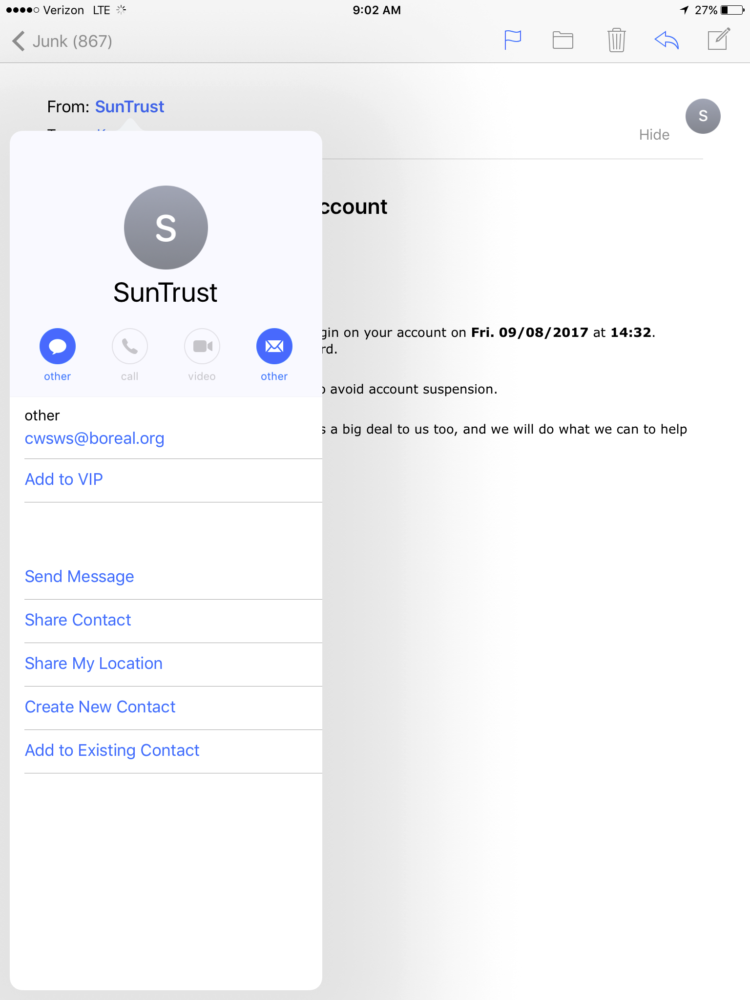 Verizon LTE 9:02 AM 27%
Junk (867)
From: SunTrust
S
Hide
S
SunTrust
ccount
other call video other
gin on your account on Fri. 09/08/2017 at 14:32.
rd.
o avoid account suspension.
s a big deal to us too, and we will do what we can to help
other
cwsws@boreal.org
Add to VIP
Send Message
Share Contact
Share My Location
Create New Contact
Add to Existing Contact